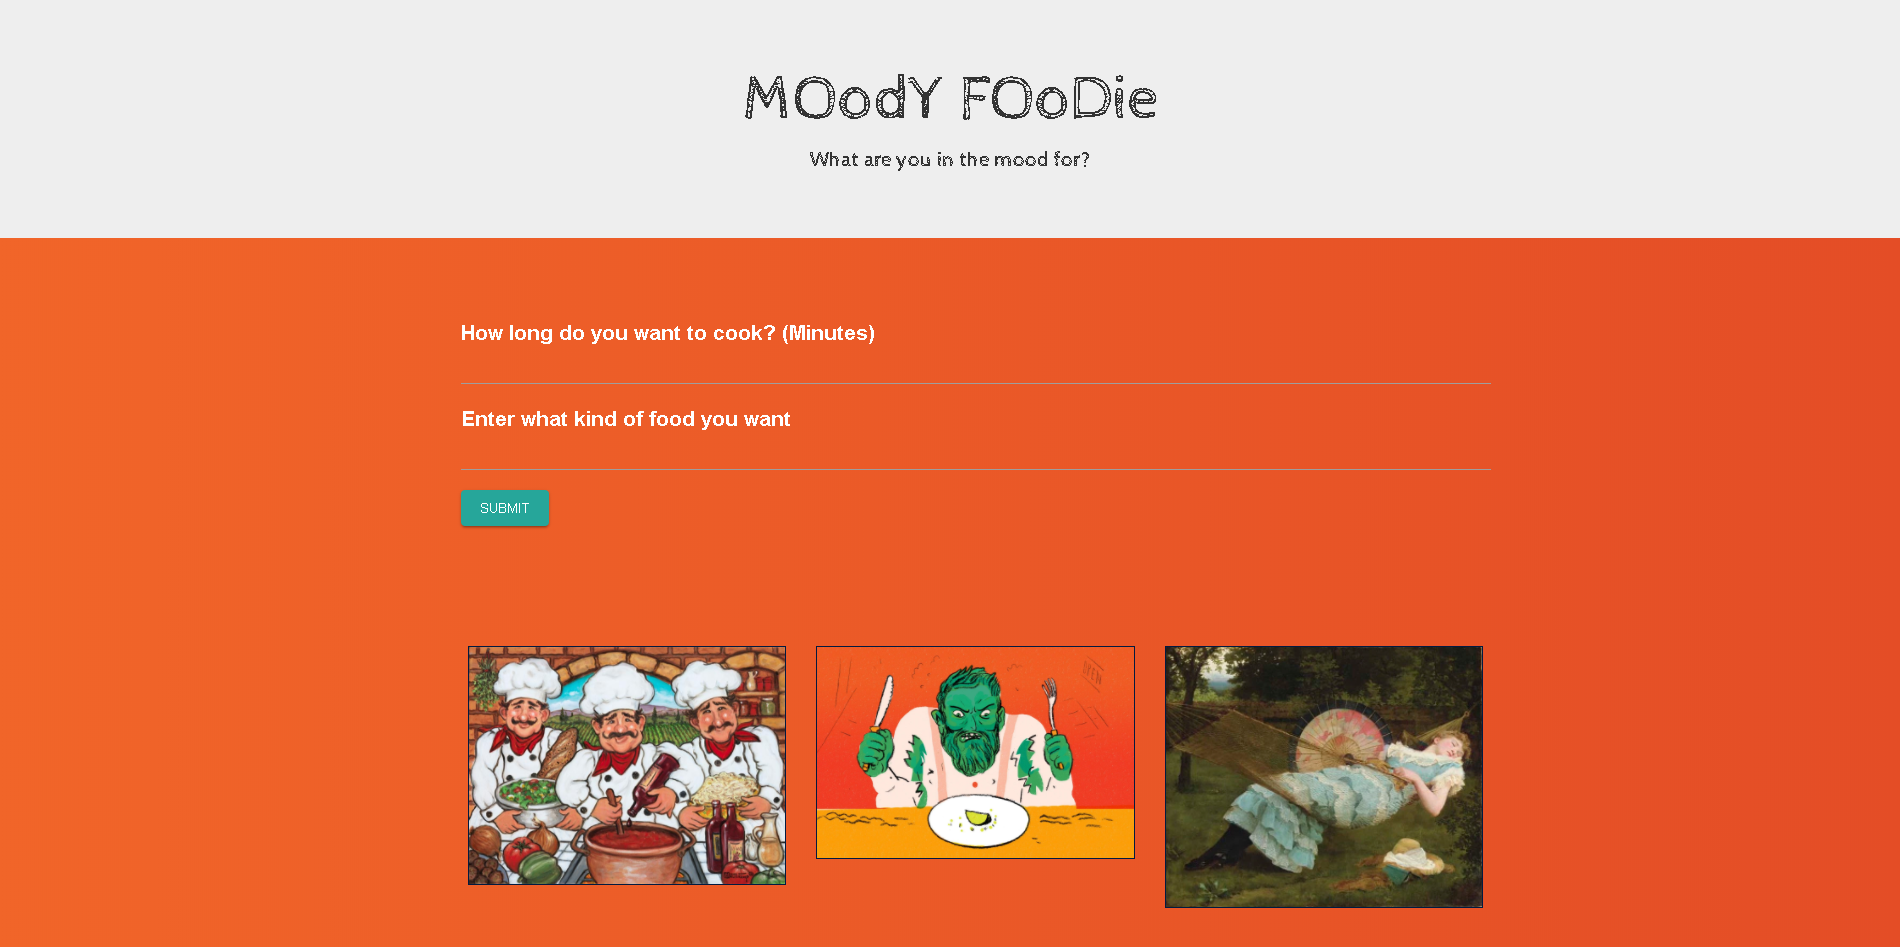 MOodY FOoDie
What are you in the mood for?
How long do you want to cook? (Minutes)
Enter what kind of food you want
SUBMIT
OPEN